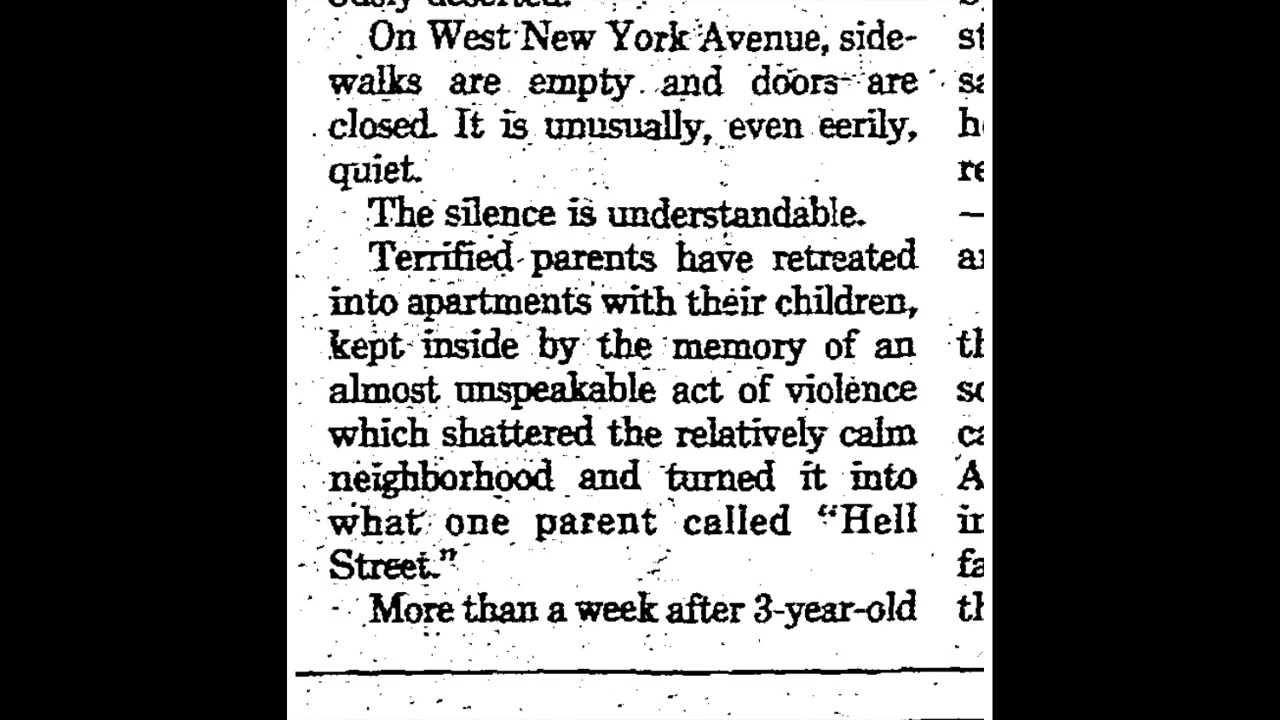 ously deserted.
On West New York Avenue, side-
walks are empty and doors are
closed. It is unusually, even eerily,
quiet.
The silence is understandable.
Terrified parents have retreated
into apartments with their children,
kept inside by the memory of an
almost unspeakable act of violence
which shattered the relatively calm
neighborhood and turned it into
what one parent called “Hell
Street.”
More than a week after 3-year-old